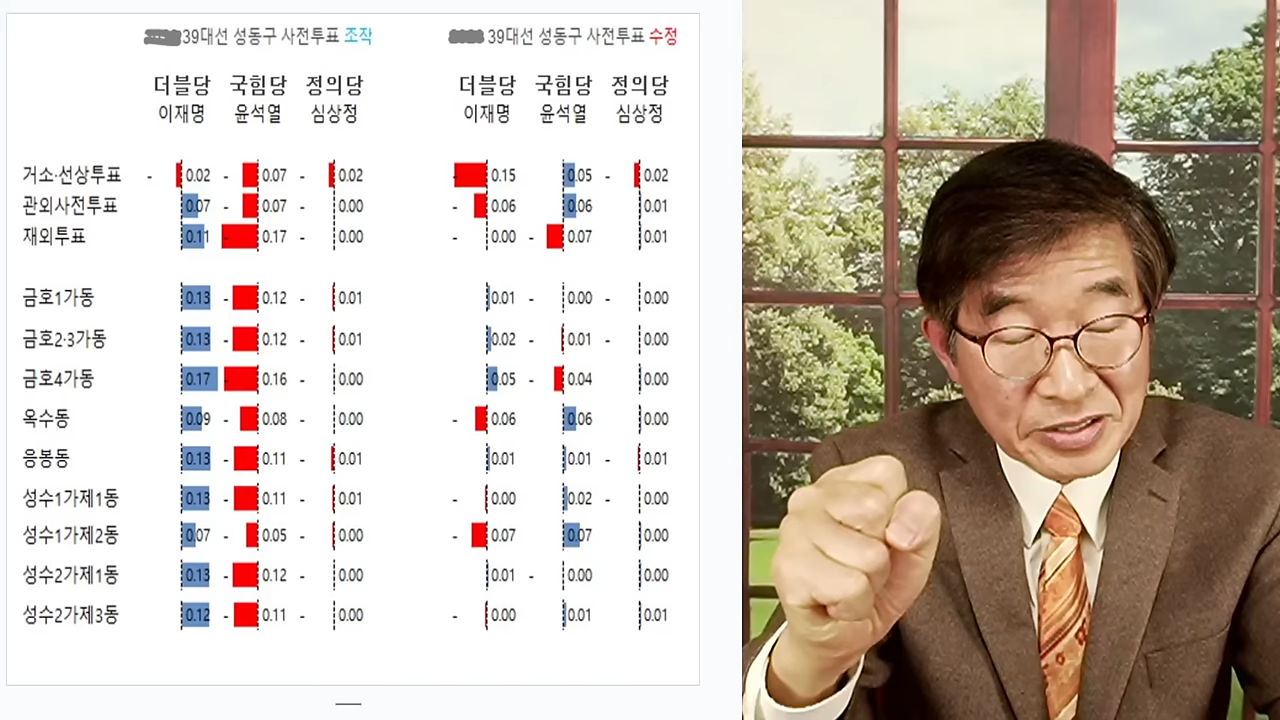 39대선 성동구 사전투표 조작
39대선 성동구 사전투표 수정
더블당 국힘당 정의당
이재명 윤석열 심상정
더블당 국힘당 정의당
이재명 윤석열 심상정
거소·선상투표 - 0.02 - 0.07 - 0.02 - 0.15 0.05 - 0.02
관외사전투표 0.07 - 0.07 - 0.00 - 0.06 0.06 0.01
재외투표 0.11 - 0.17 - 0.00 - 0.00 - 0.07 0.01
금호1가동 0.13 - 0.12 - 0.01 0.01 - 0.00 - 0.00
금호2·3가동 0.13 - 0.12 - 0.01 0.02 - 0.01 - 0.00
금호4가동 0.17 - 0.16 - 0.00 0.05 - 0.04 0.00
옥수동 0.09 - 0.08 - 0.00 - 0.06 0.06 0.00
응봉동 0.13 - 0.11 - 0.01 0.01 0.01 - 0.01
성수1가제1동 0.13 - 0.11 - 0.01 - 0.00 0.02 - 0.00
성수1가제2동 0.07 - 0.05 - 0.00 - 0.07 0.07 0.00
성수2가제1동 0.13 - 0.12 - 0.00 0.01 - 0.00 0.00
성수2가제3동 0.12 - 0.11 - 0.00 - 0.00 0.01 0.01